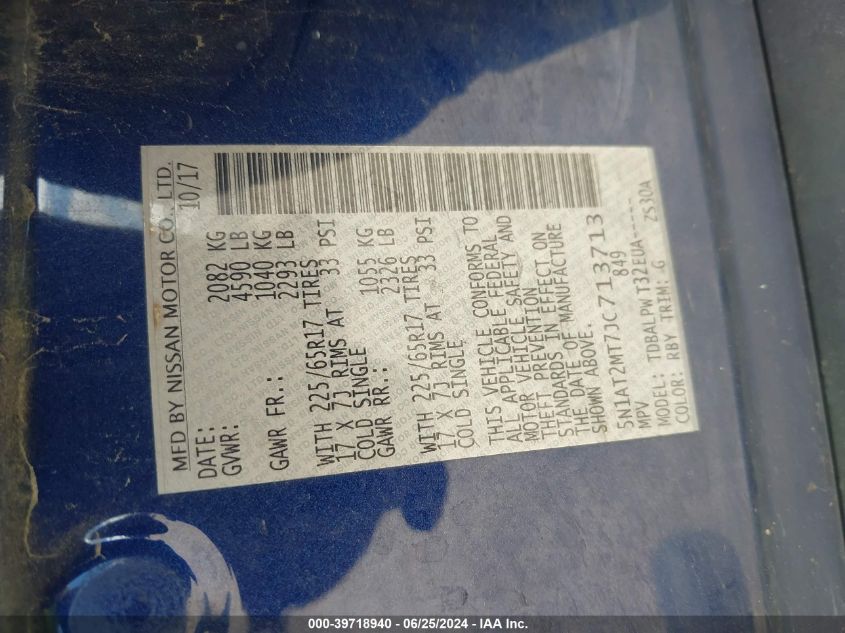 MFD BY NISSAN MOTOR CO., LTD.
DATE: 10/17
GVWR: 2082 KG
4590 LB
GAWR FR.: 1040 KG
2293 LB
WITH 225/65R17 TIRES
17 X 7J RIMS AT 33 PSI
COLD SINGLE
GAWR RR.: 1055 KG
2326 LB
WITH 225/65R17 TIRES
17 X 7J RIMS AT 33 PSI
COLD SINGLE
THIS VEHICLE CONFORMS TO
ALL APPLICABLE FEDERAL
MOTOR VEHICLE SAFETY AND
THEFT PREVENTION
STANDARDS IN EFFECT ON
THE DATE OF MANUFACTURE
SHOWN ABOVE.
5N1AT2MT7JC713713
MPV 849
MODEL: TDBALPW T32EUA-----
COLOR: RBY TRIM: G ZS30A
000-39718940 - 06/25/2024 - IAA Inc.